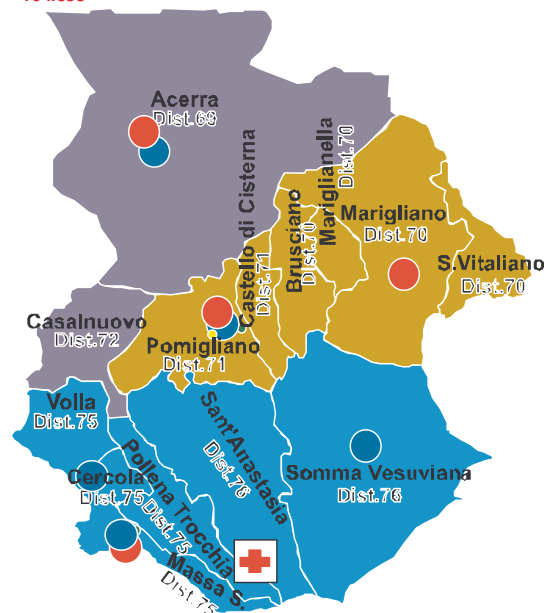 Acerra
Dist.69
Castello di Cisterna
Dist.71
Brusciano
Dist.70
Mariglianella
Dist.70
Marigliano
Dist.70
S.Vitaliano
Dist.70
Casalnuovo
Dist.72
Pomigliano
Dist.71
Volla
Dist.75
Sant'Anastasia
Dist.76
Somma Vesuviana
Dist.76
Cercola
Dist.75
Pollena Trocchia
Dist.75
Massa S.
Dist.75